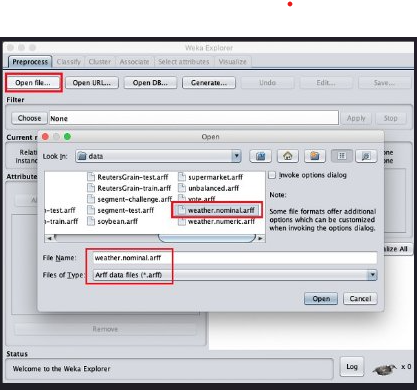 Weka Explorer
Preprocess Classify Cluster Associate Select attributes Visualize
Open file... Open URL... Open DB... Generate... Undo Edit... Save...
Filter
Choose None Apply Stop
Current r
Open
Relati
Instan
Look In: data
one
one
Attribute
ReutersGrain-test.arff supermarket.arff
ReutersGrain-train.arff unbalanced.arff
segment-challenge.arff vote.arff
-test.arff segment-test.arff weather.nominal.arff
-train.arff soybean.arff weather.numeric.arff
Invoke options dialog
Note:
Some file formats offer additional
options which can be customized
when invoking the options dialog.
alize All
File Name: weather.nominal.arff
Files of Type: Arff data files (*.arff)
Open Cancel
Remove
Status
Welcome to the Weka Explorer Log x 0